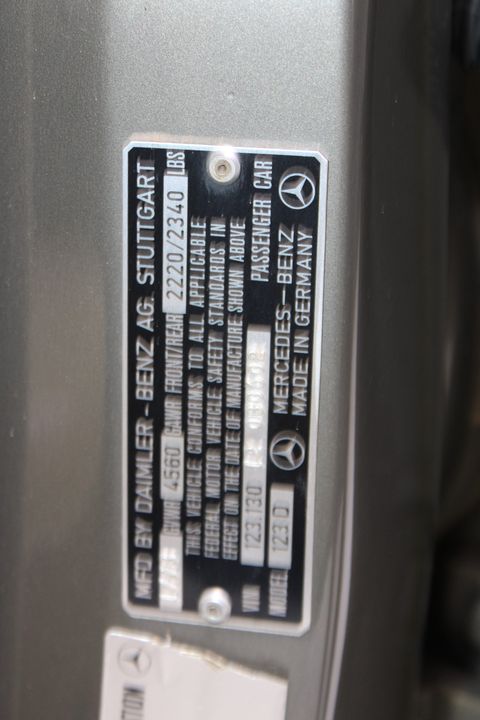 MFD BY DAIMLER-BENZ AG. STUTTGART
GVWR 4560 GAWR FRONT/REAR 2220/2340 LBS
THIS VEHICLE CONFORMS TO ALL APPLICABLE
FEDERAL MOTOR VEHICLE SAFETY STANDARDS IN
EFFECT ON THE DATE OF MANUFACTURE SHOWN ABOVE
VIN: 123.130 PASSENGER CAR
MODEL: 123 D MERCEDES-BENZ
MADE IN GERMANY